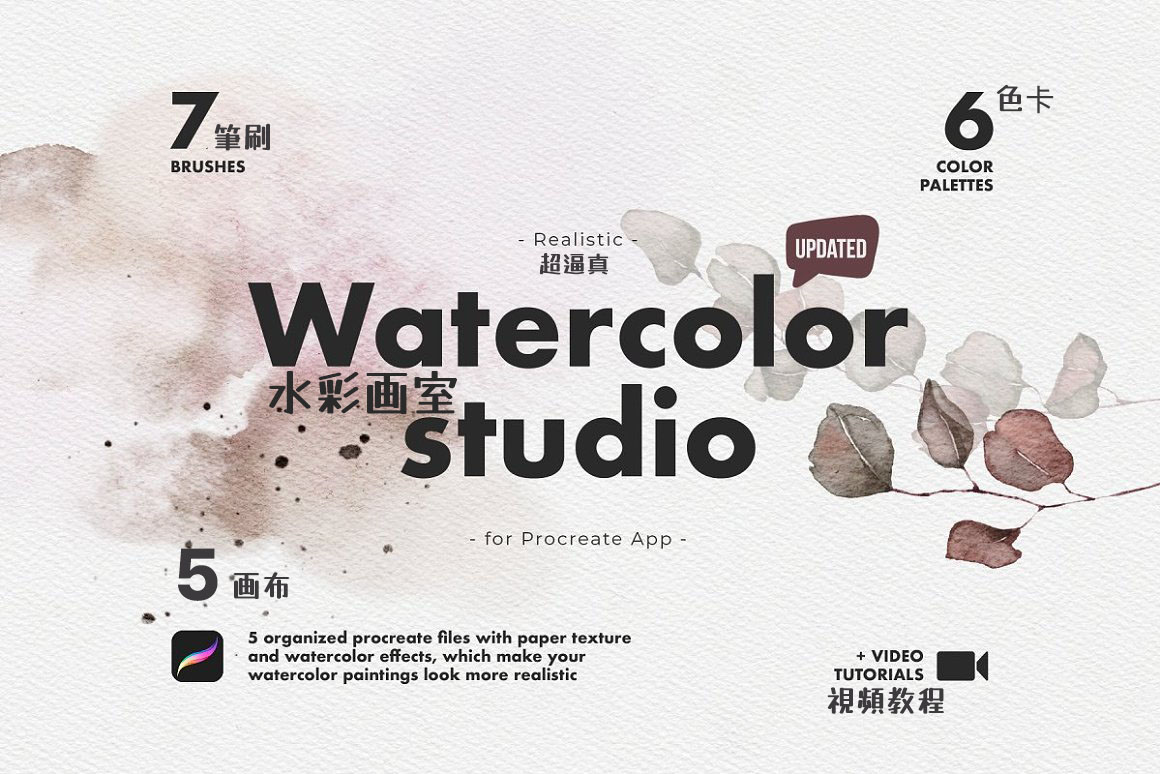 7 筆刷
BRUSHES
6 色卡
COLOR
PALETTES
- Realistic -
超逼真
UPDATED
Watercolor
水彩画室
studio
- for Procreate App -
5 画布
5 organized procreate files with paper texture
and watercolor effects, which make your
watercolor paintings look more realistic
+ VIDEO
TUTORIALS
視頻教程